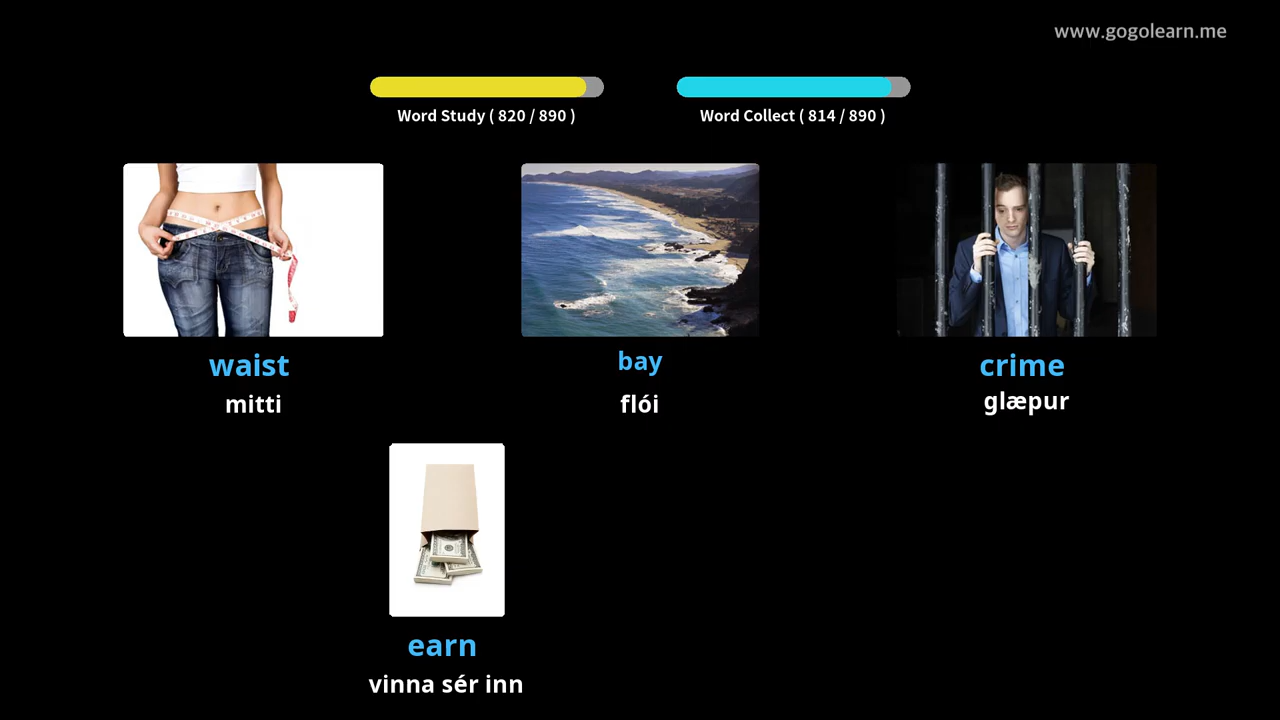 www.gogolearn.me
Word Study ( 820 / 890 )
Word Collect ( 814 / 890 )
waist
mitti
bay
flói
crime
glæpur
earn
vinna sér inn